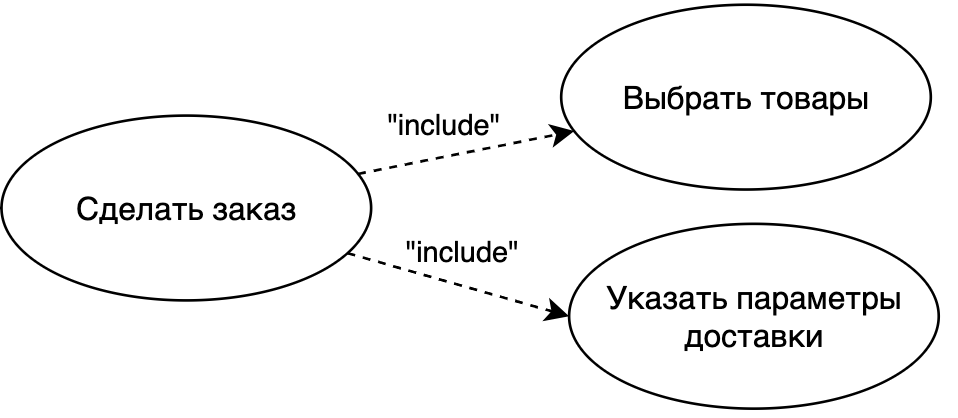 Выбрать товары
"include"
Сделать заказ
"include"
Указать параметры
доставки